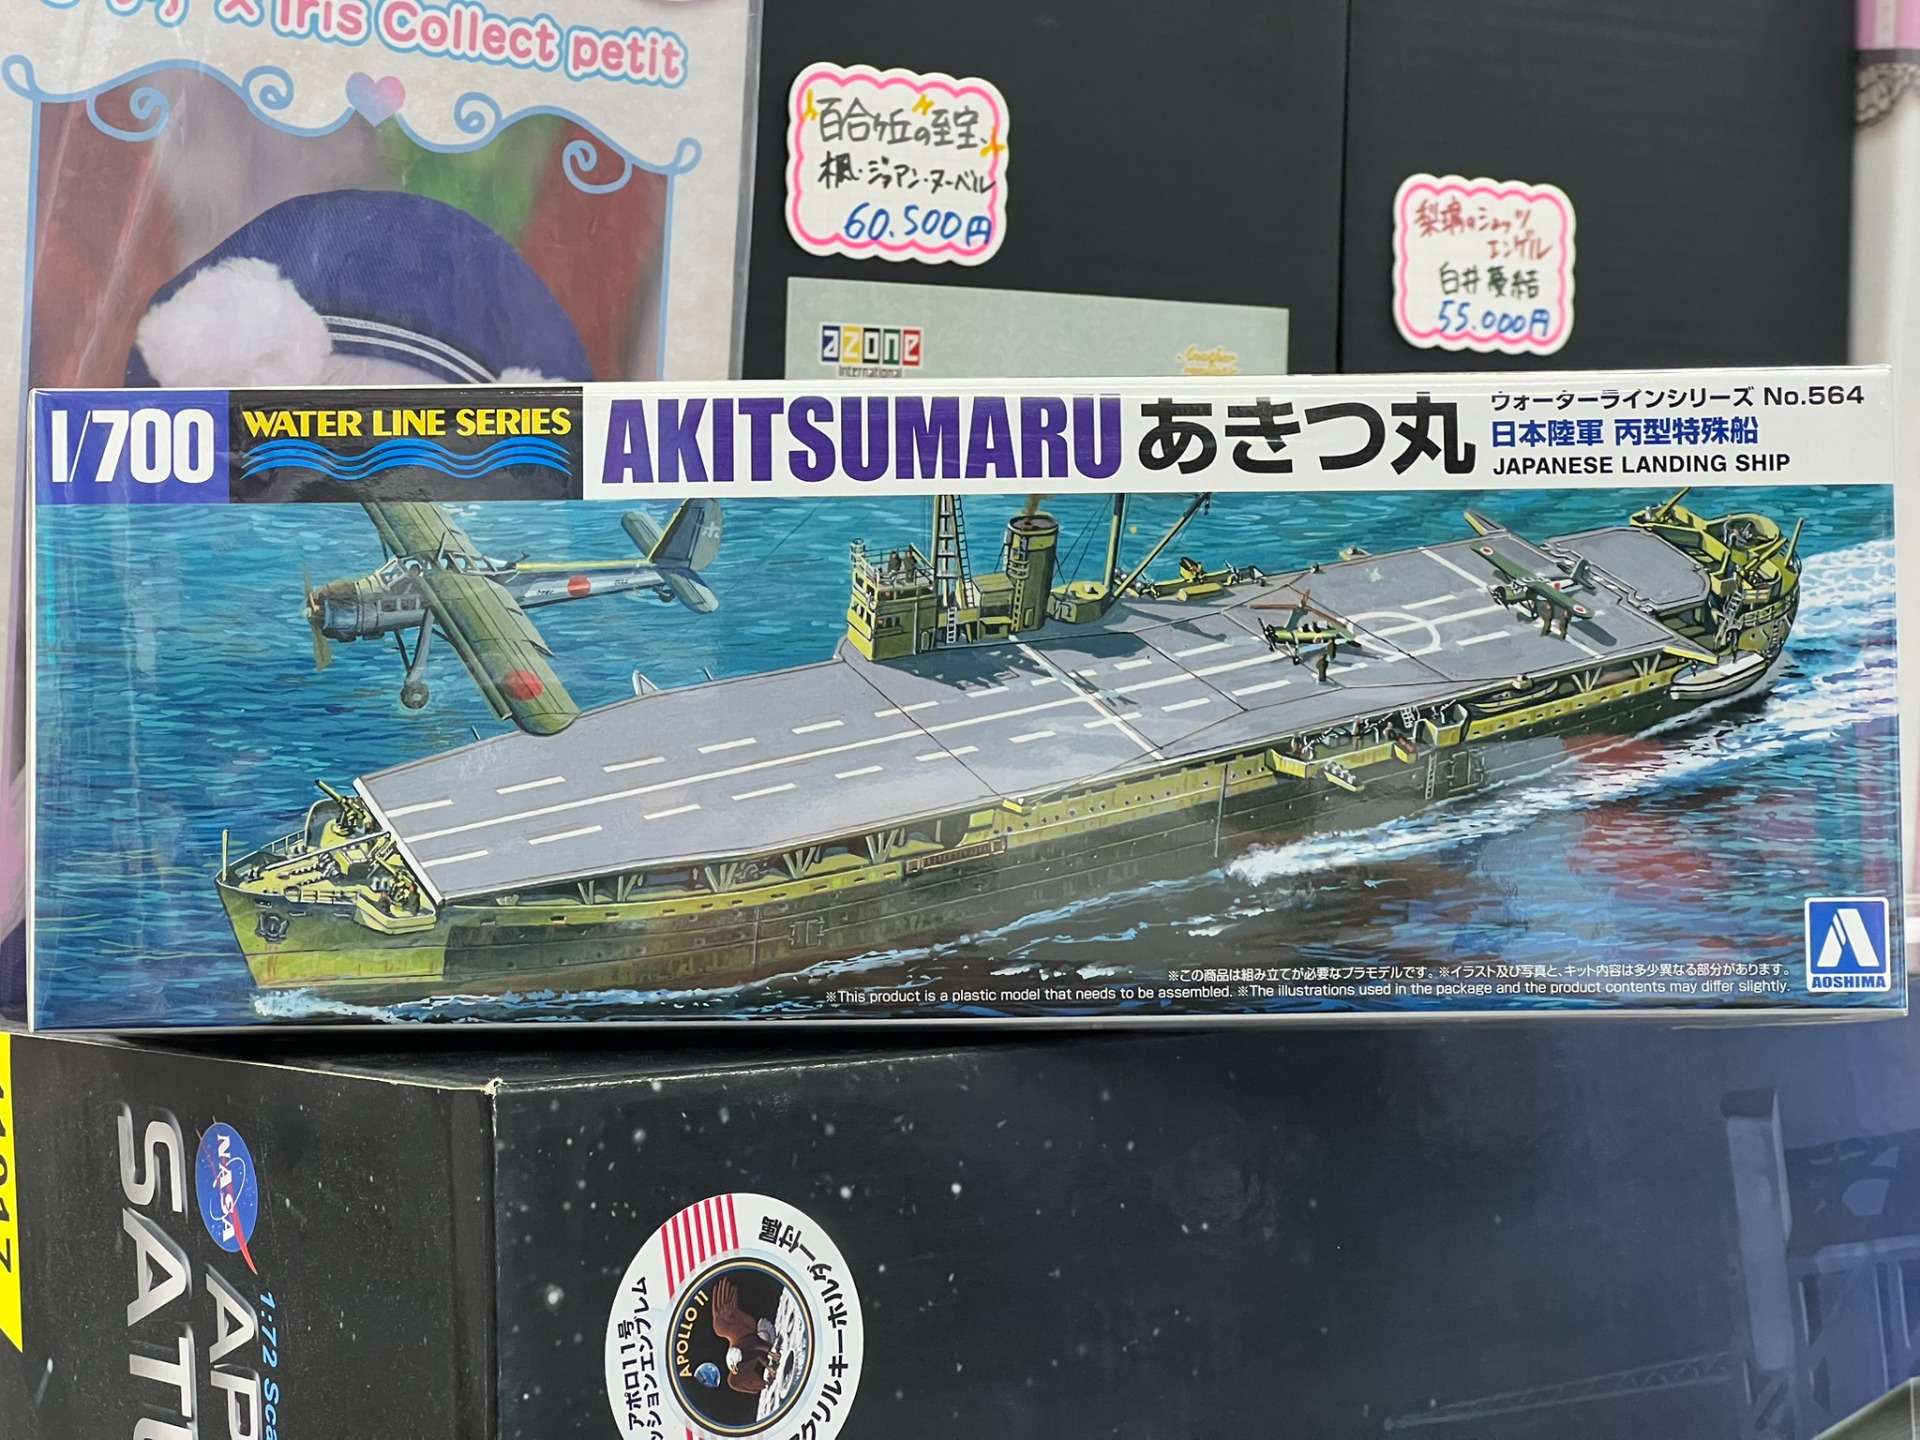 Iris Collect petit
百合ヶ丘の至宝、
楓・ジョアン・ヌーベル
60,500円
梨璃のシュッツ
エンゲル
白井夢結
55,000円
azone
International
1/700
WATER LINE SERIES
AKITSUMARU あきつ丸
ウォーターラインシリーズ No.564
日本陸軍 丙型特殊船
JAPANESE LANDING SHIP
※この商品は組み立てが必要なプラモデルです。※イラスト及び写真と、キット内容は多少異なる部分があります。
※This product is a plastic model that needs to be assembled. ※The illustrations used in the package and the product contents may differ slightly.
AOSHIMA
NASA
APOLLO 11
アポロ11号